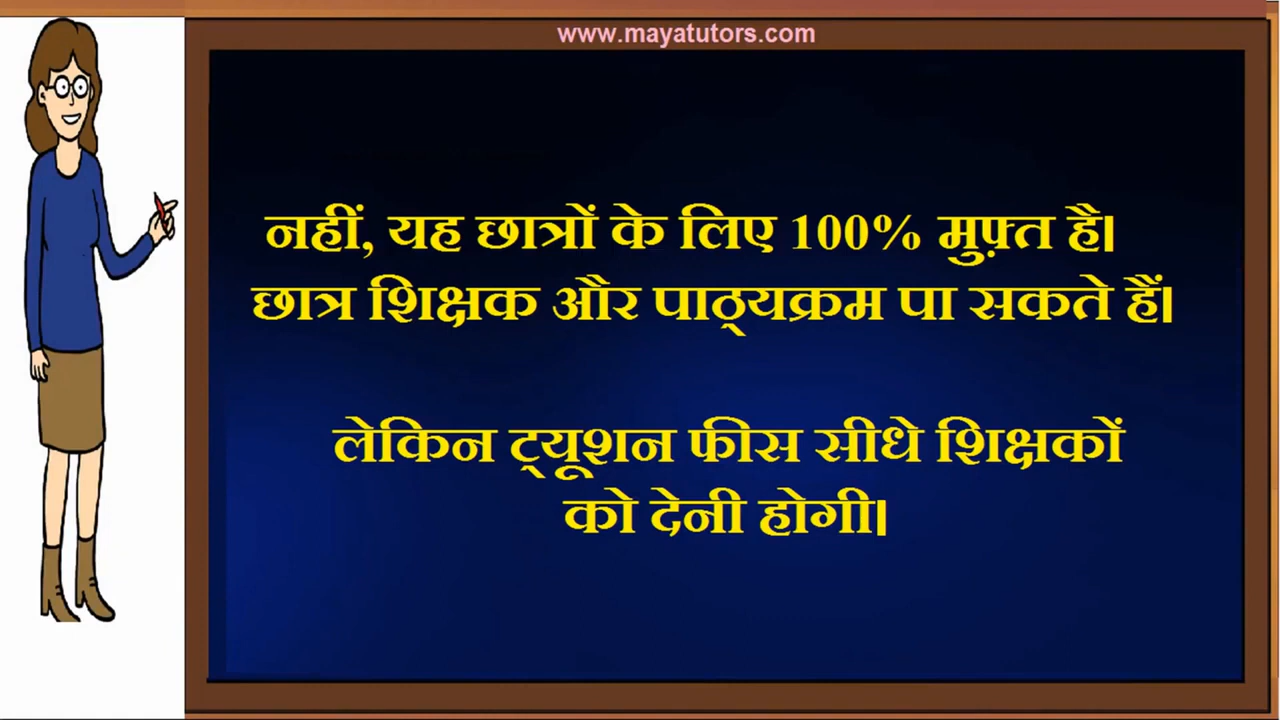 www.mayatutors.com
नहीं, यह छात्रों के लिए 100% मुफ़्त है।
छात्र शिक्षक और पाठ्यक्रम पा सकते हैं।
लेकिन ट्यूशन फीस सीधे शिक्षकों
को देनी होगी।